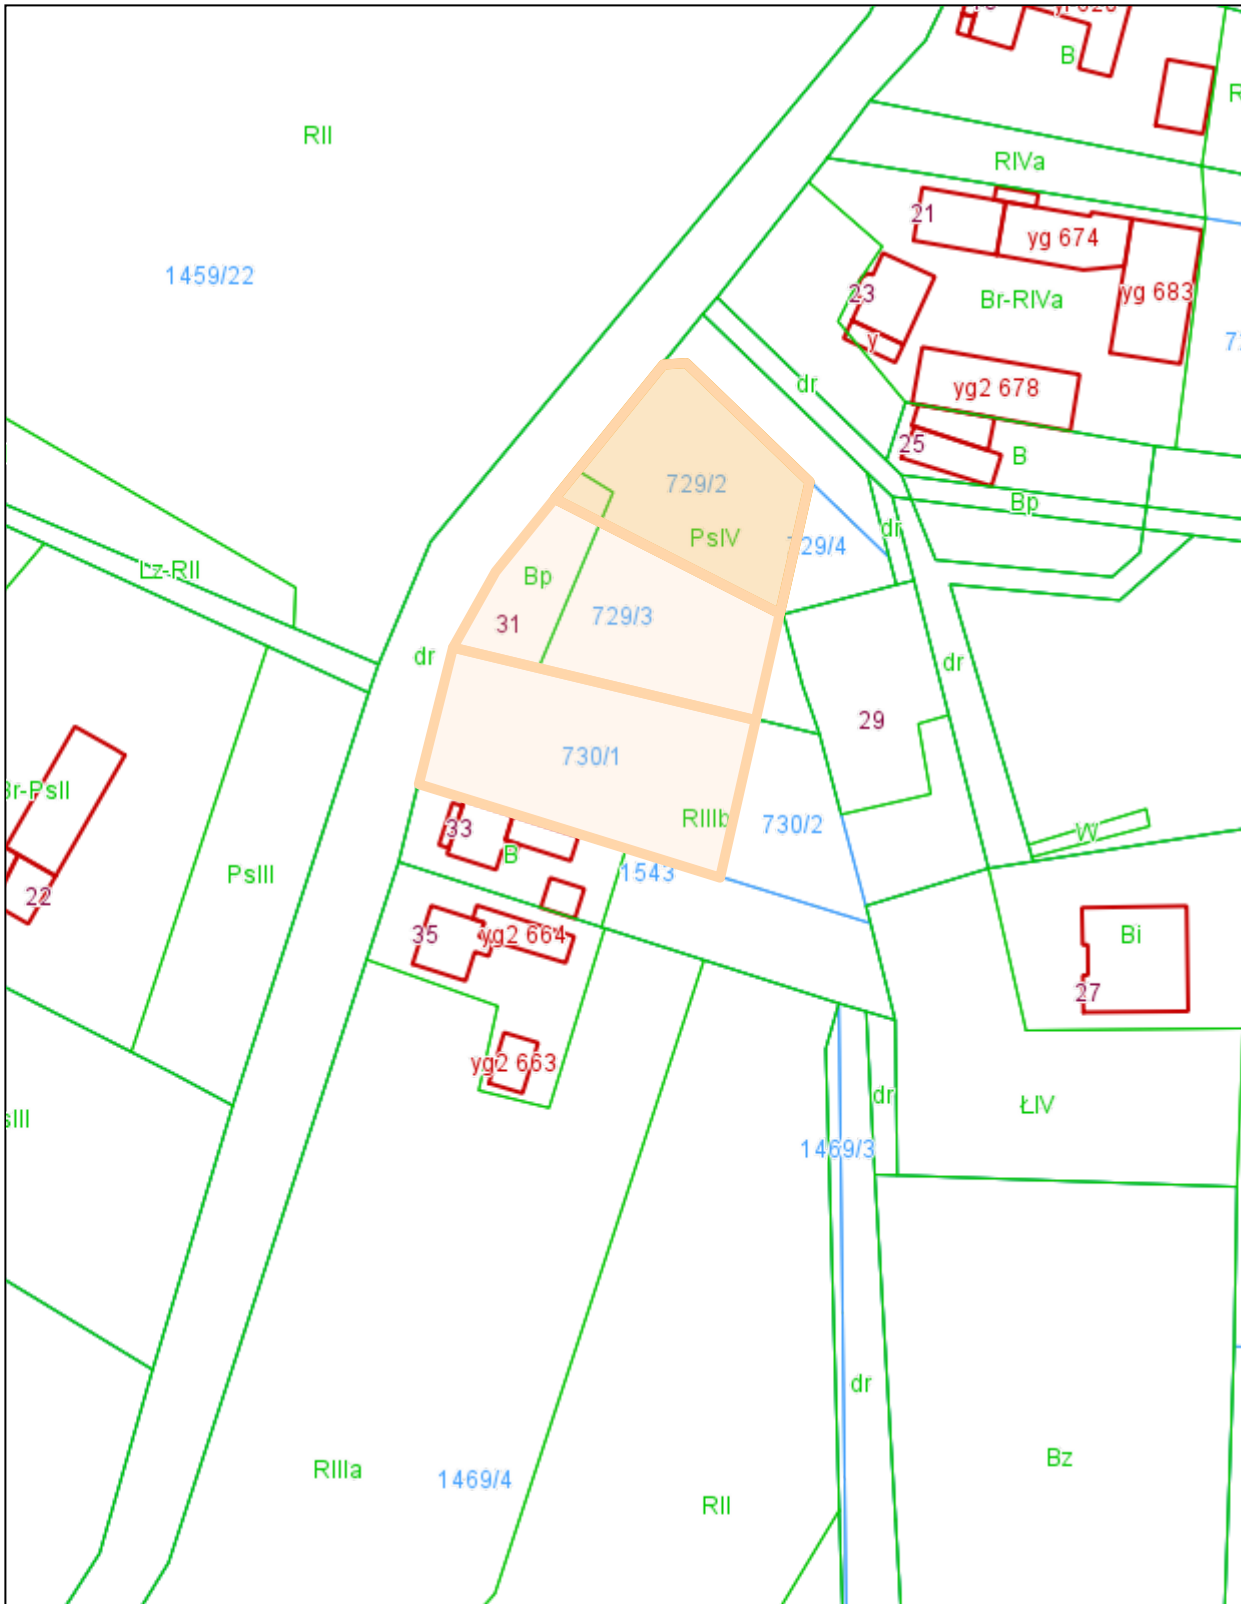 B
RII
RIVa
21
yg 674
1459/22
23
yg 683
Br-RIVa
y
dr
yg2 678
25
B
729/2
Bp
dr
PsIV
729/4
Lz-RII
Bp
729/3
31
dr
dr
29
730/1
Br-PsII
RIIIb
730/2
33
W
B
PsIII
1543
22
35
yg2 664
Bi
27
yg2 663
dr
ŁIV
1469/3
dr
Bz
RIIIa
1469/4
RII